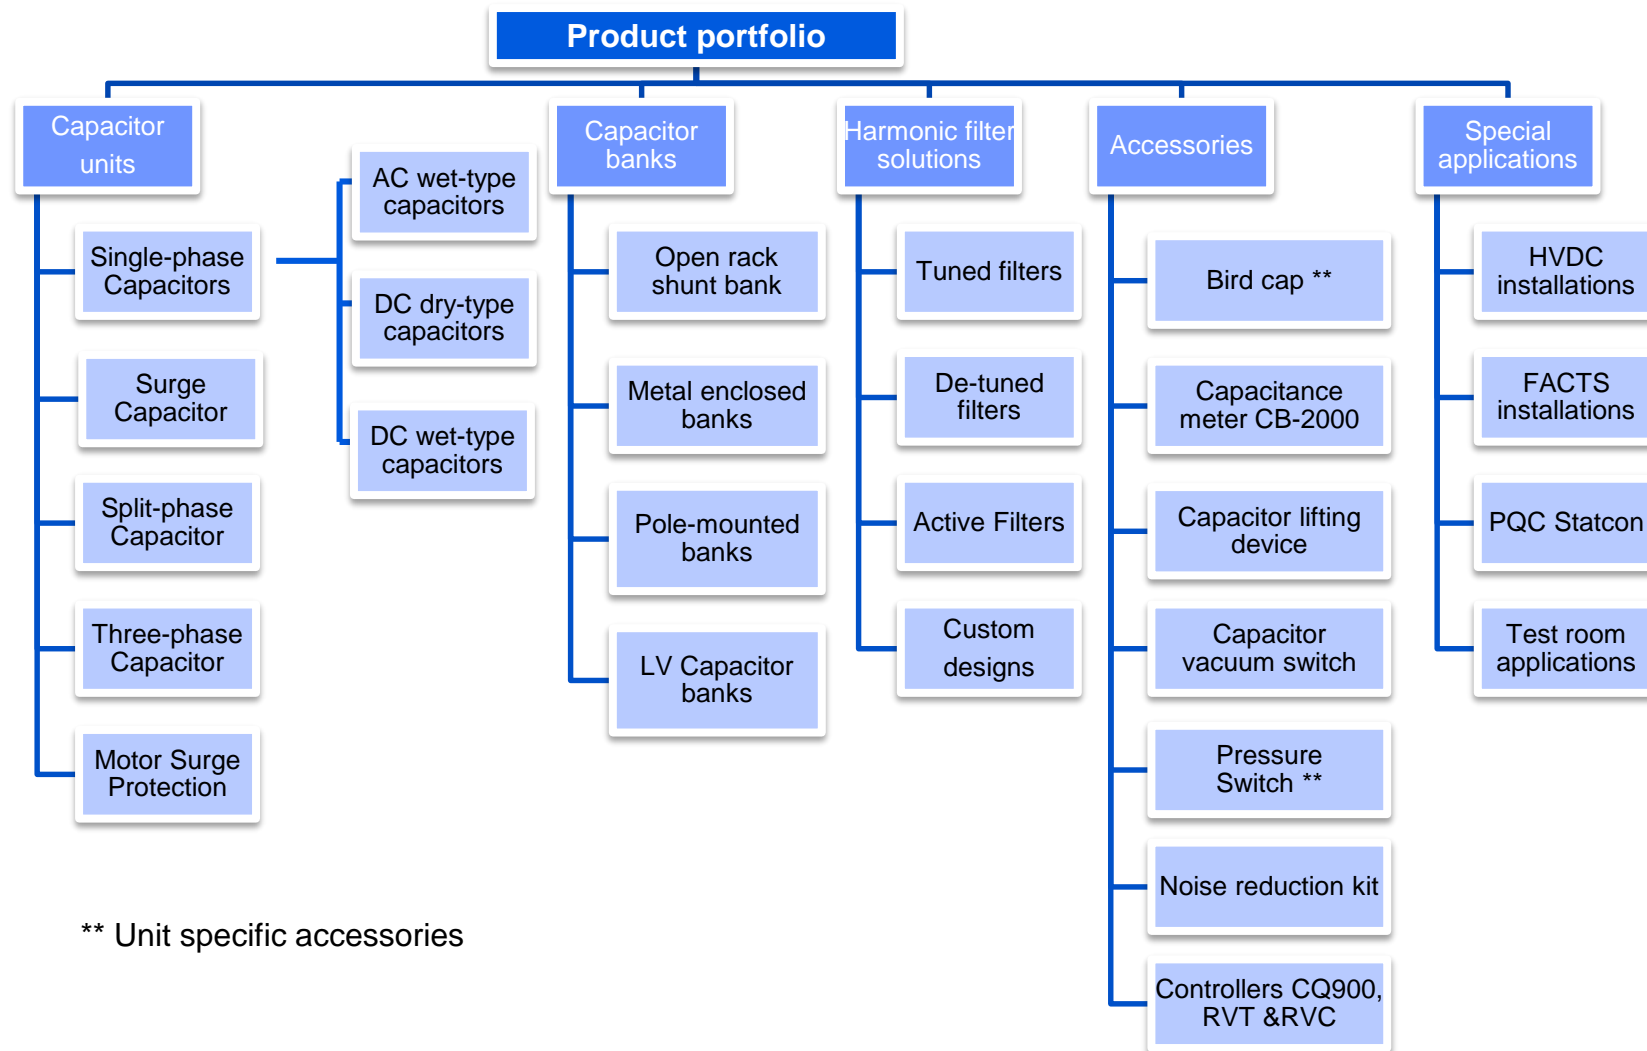 Product portfolio
Capacitor
units
Single-phase
Capacitors
Surge
Capacitor
Split-phase
Capacitor
Three-phase
Capacitor
Motor Surge
Protection
AC wet-type
capacitors
DC dry-type
capacitors
DC wet-type
capacitors
Capacitor
banks
Open rack
shunt bank
Metal enclosed
banks
Pole-mounted
banks
LV Capacitor
banks
Harmonic filter
solutions
Tuned filters
De-tuned
filters
Active Filters
Custom
designs
Accessories
Bird cap **
Capacitance
meter CB-2000
Capacitor lifting
device
Capacitor
vacuum switch
Pressure
Switch **
Noise reduction kit
Controllers CQ900,
RVT &RVC
Special
applications
HVDC
installations
FACTS
installations
PQC Statcon
Test room
applications
** Unit specific accessories